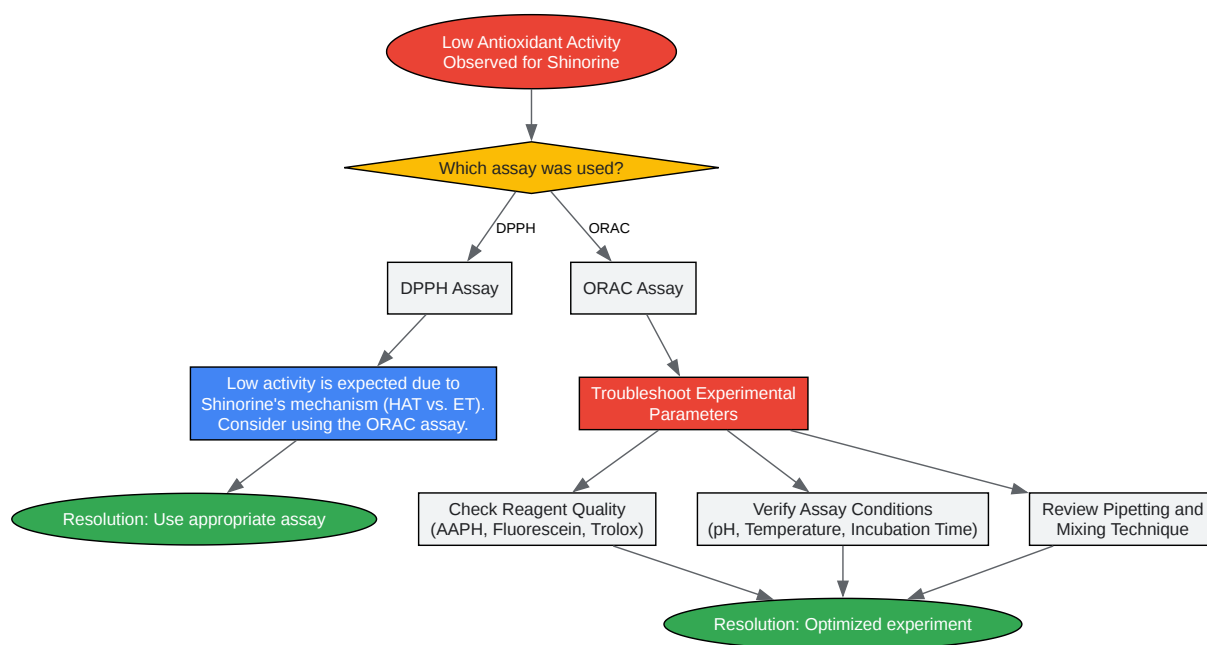 Low Antioxidant Activity
Observed for Shinorine
Which assay was used?
DPPH
ORAC
DPPH Assay
ORAC Assay
Low activity is expected due to
Shinorine's mechanism (HAT vs. ET).
Consider using the ORAC assay.
Troubleshoot Experimental
Parameters
Resolution: Use appropriate assay
Check Reagent Quality
(AAPH, Fluorescein, Trolox)
Verify Assay Conditions
(pH, Temperature, Incubation Time)
Review Pipetting and
Mixing Technique
Resolution: Optimized experiment